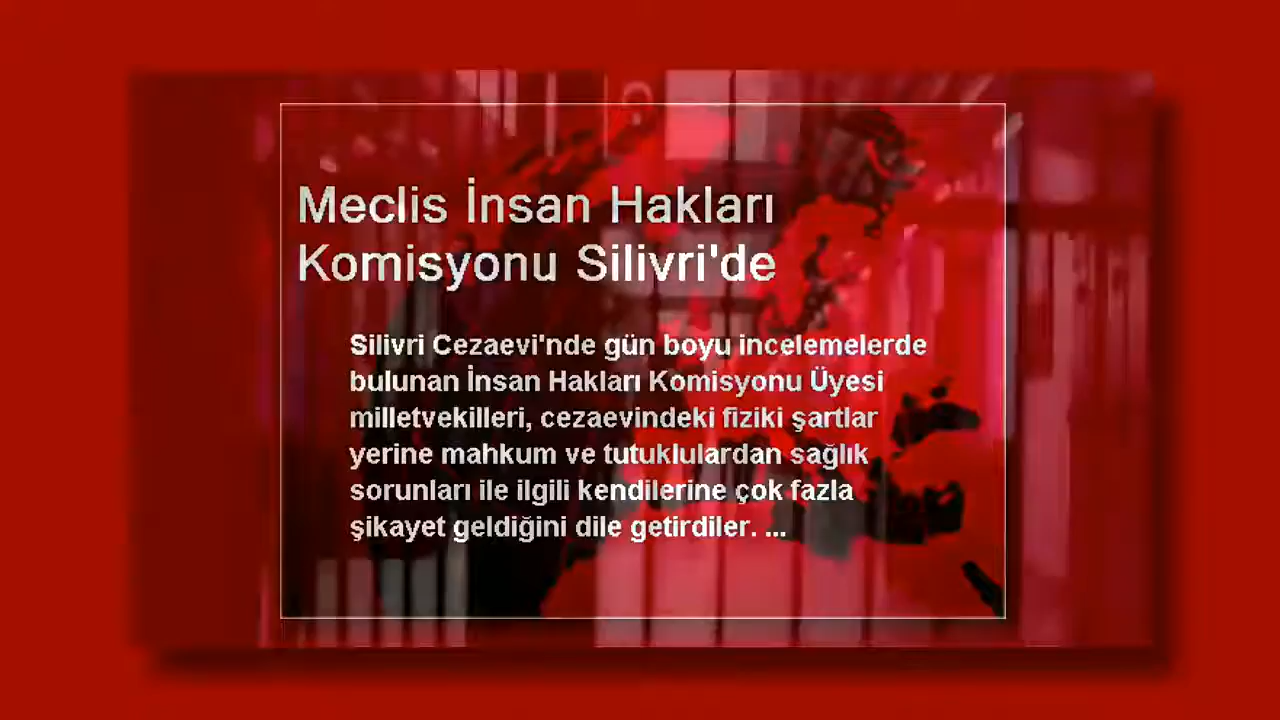 Meclis İnsan Hakları
Komisyonu Silivri'de
Silivri Cezaevi'nde gün boyu incelemelerde
bulunan İnsan Hakları Komisyonu Üyesi
milletvekilleri, cezaevindeki fiziki şartlar
yerine mahkum ve tutuklulardan sağlık
sorunları ile ilgili kendilerine çok fazla
şikayet geldiğini dile getirdiler. ...